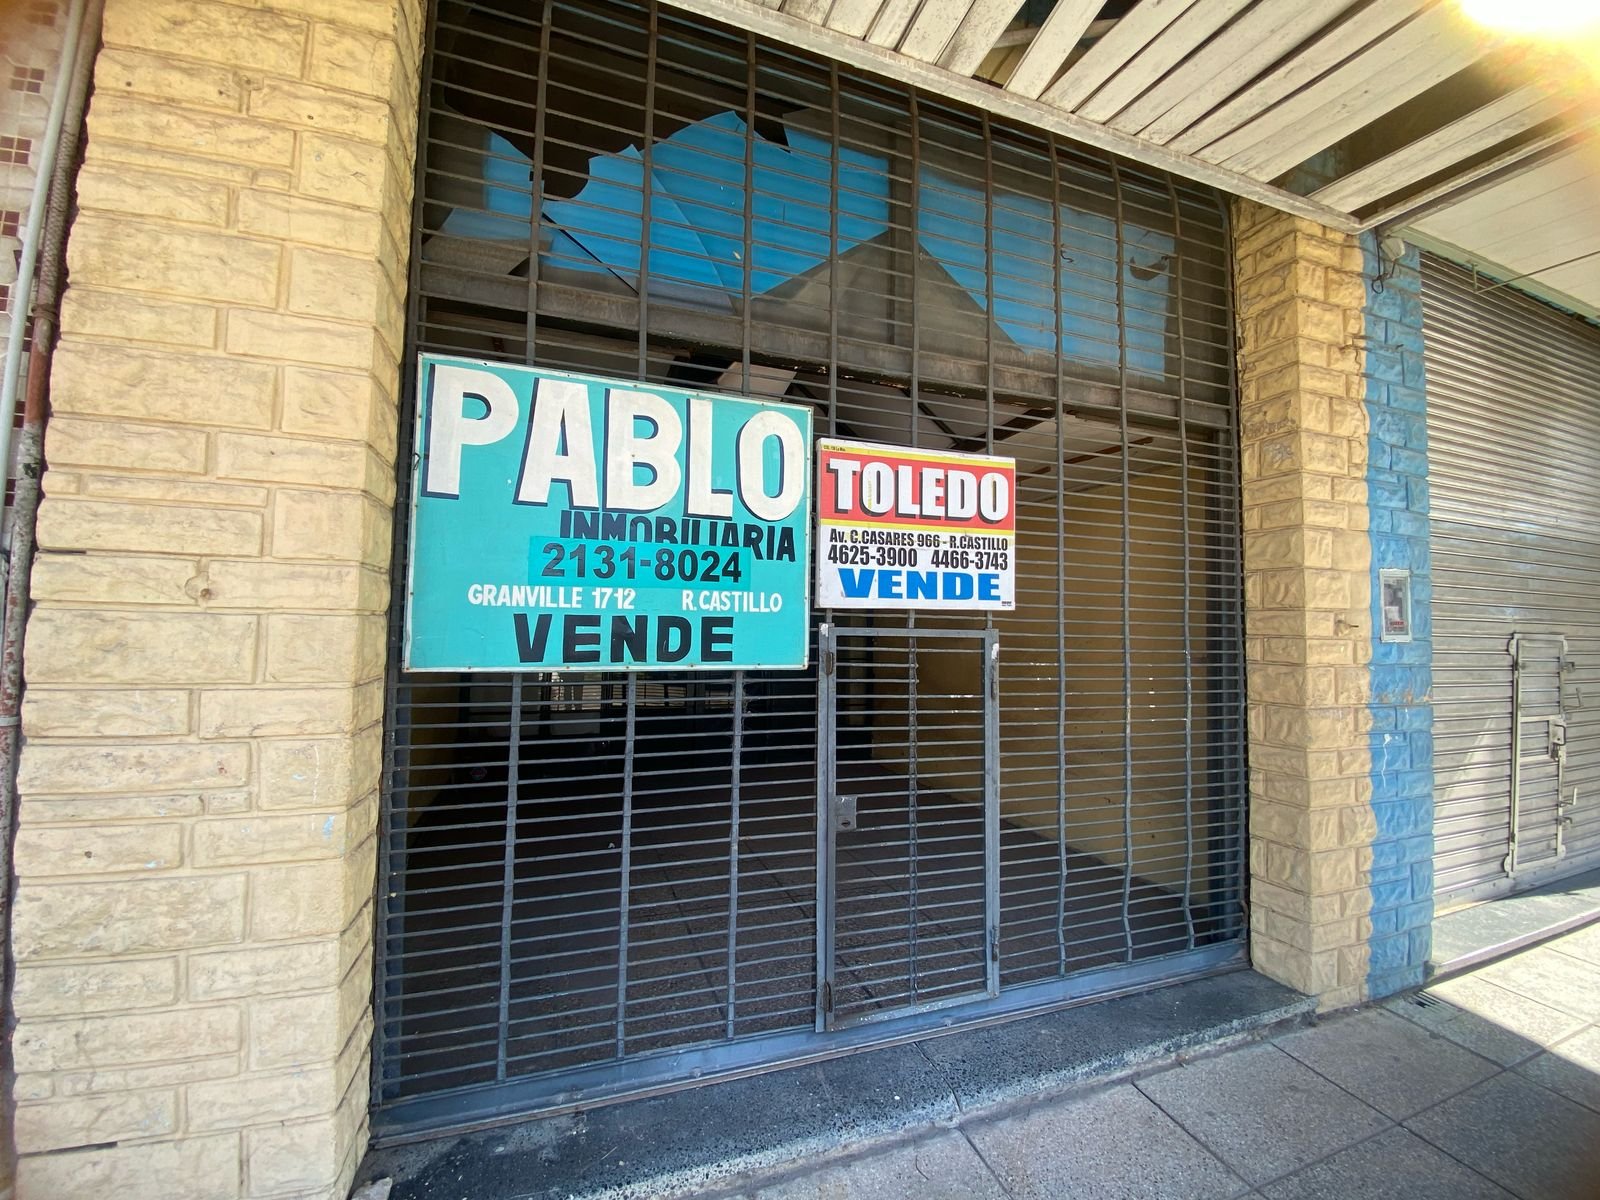 PABLO
INMOBILIARIA
2131-8024
GRANVILLE 1712 R. CASTILLO
VENDE
TOLEDO
Av. C. CASARES 966 - R. CASTILLO
4625-3900 4466-3743
VENDE